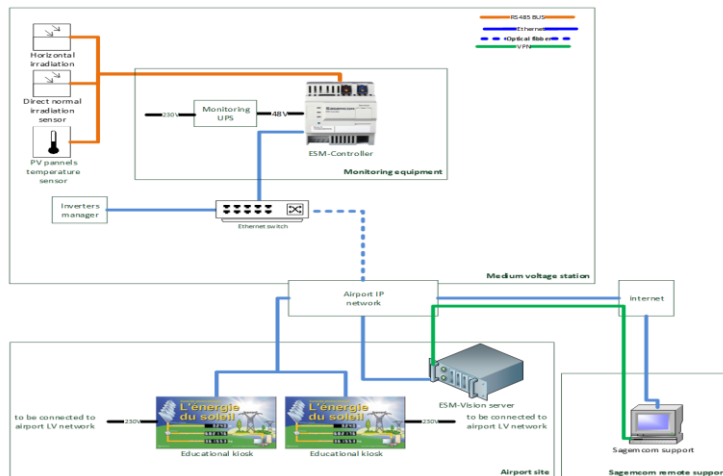 RS485 BUS
Ethernet
Optical fibber
VPN
Horizontal
irradiation
Direct normal
irradiation
sensor
PV pannels
temperature
sensor
230V
Monitoring
UPS
48V
ESM-Controller
Monitoring equipment
Inverters
manager
Ethernet switch
Medium voltage station
Airport IP
network
Internet
ESM-Vision server
to be connected to
airport LV network
230V
L'énergie
du soleil
L'énergie
du soleil
230V
to be connected to
airport LV network
Educational kiosk
Educational kiosk
Airport site
Sagemcom support
Sagemcom remote support